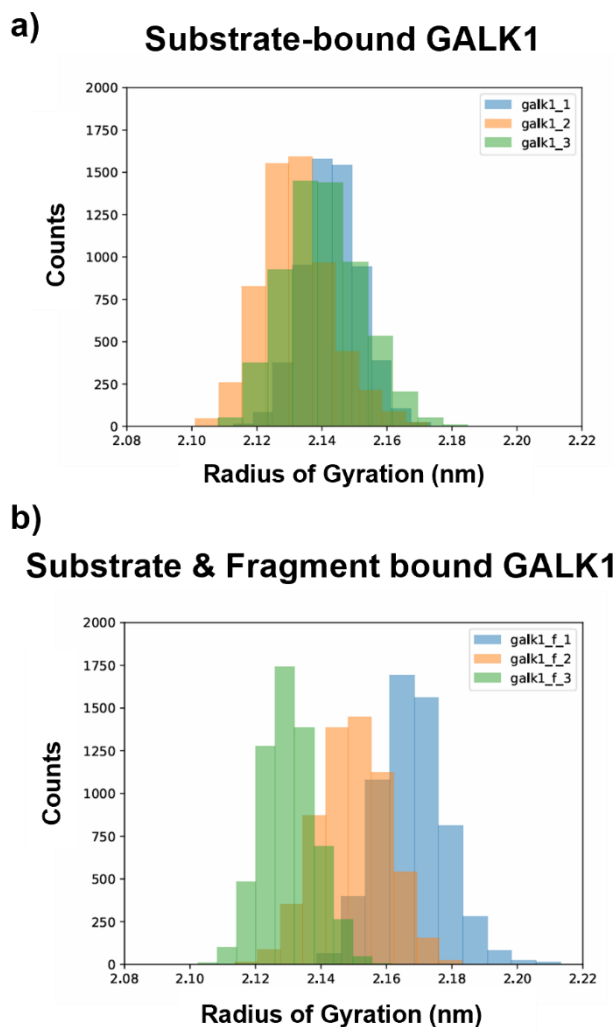 a)
Substrate-bound GALK1
2000
1750
1500
1250
1000
750
500
250
0
Counts
galk1_1
galk1_2
galk1_3
2.08 2.10 2.12 2.14 2.16 2.18 2.20 2.22
Radius of Gyration (nm)
b)
Substrate & Fragment bound GALK1
2000
1750
1500
1250
1000
750
500
250
0
Counts
galk1_f_1
galk1_f_2
galk1_f_3
2.08 2.10 2.12 2.14 2.16 2.18 2.20 2.22
Radius of Gyration (nm)